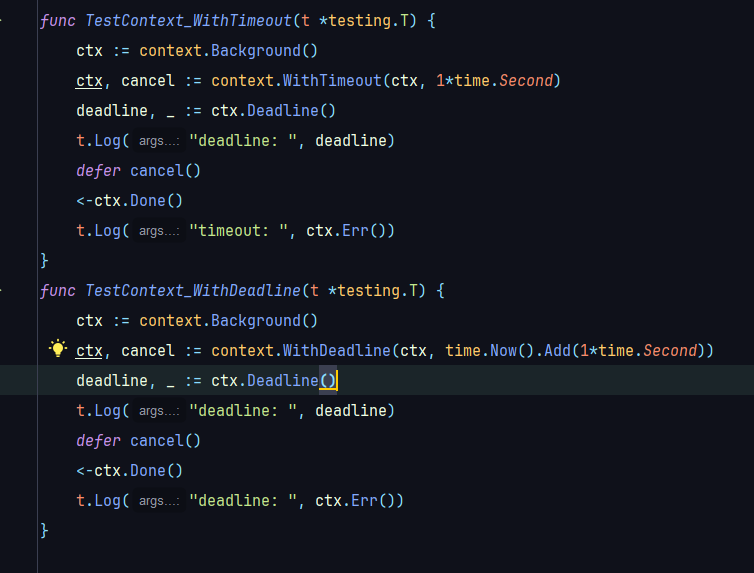 func TestContext_WithTimeout(t *testing.T) {
    ctx := context.Background()
    ctx, cancel := context.WithTimeout(ctx, 1*time.Second)
    deadline, _ := ctx.Deadline()
    t.Log( args...: "deadline: ", deadline)
    defer cancel()
    <-ctx.Done()
    t.Log( args...: "timeout: ", ctx.Err())
}
func TestContext_WithDeadline(t *testing.T) {
    ctx := context.Background()
    ctx, cancel := context.WithDeadline(ctx, time.Now().Add(1*time.Second))
    deadline, _ := ctx.Deadline()
    t.Log( args...: "deadline: ", deadline)
    defer cancel()
    <-ctx.Done()
    t.Log( args...: "deadline: ", ctx.Err())
}